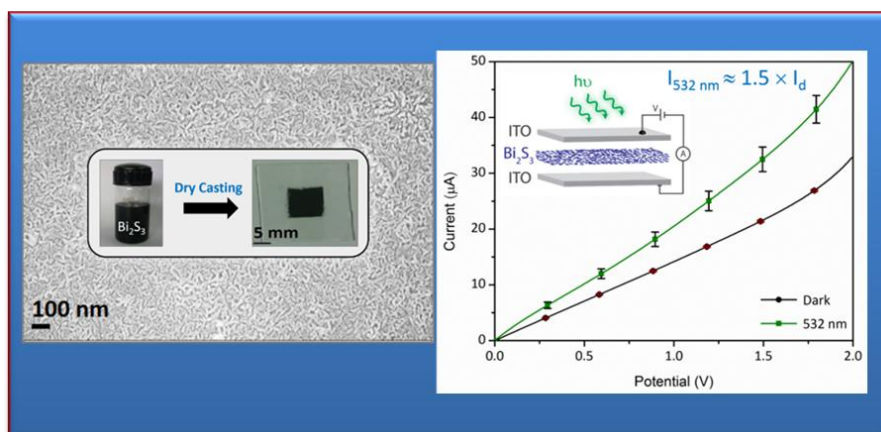 Dry Casting
Bi₂S₃
5 mm
100 nm
50
40
30
20
10
0
Current (µA)
hυ
I₅₃₂ ₙₘ ≈ 1.5 × I_d
ITO
V
Bi₂S₃
A
ITO
Dark
532 nm
0.0 0.5 1.0 1.5 2.0
Potential (V)